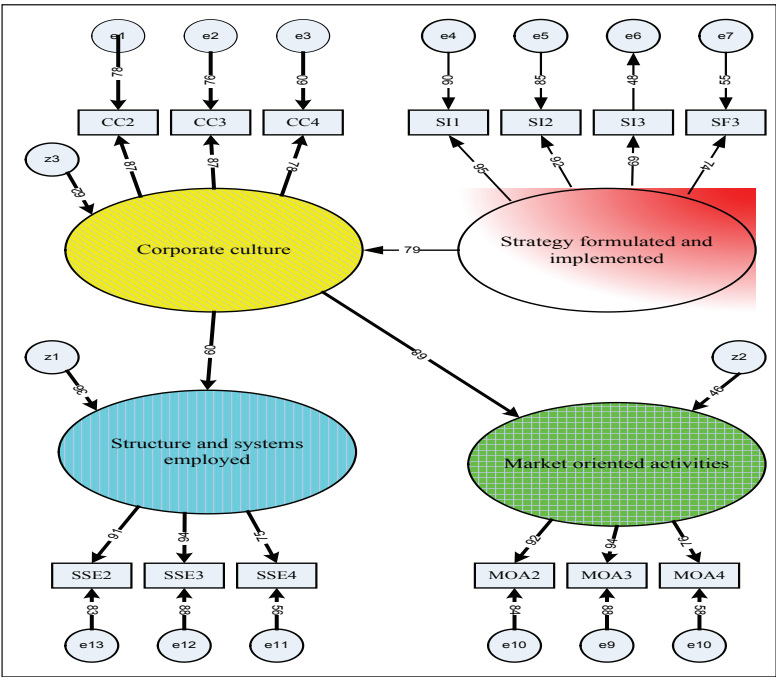 e1
e2
e3
e4
e5
e6
e7
78
76
60
90
85
48
55
CC2
CC3
CC4
SI1
SI2
SI3
SF3
z3
87
87
78
95
92
69
74
62
Corporate culture
79
Strategy formulated and
implemented
60
68
z1
z2
36
46
Structure and systems
employed
Market oriented activities
91
94
75
92
94
76
SSE2
SSE3
SSE4
MOA2
MOA3
MOA4
83
88
56
84
88
58
e13
e12
e11
e10
e9
e10